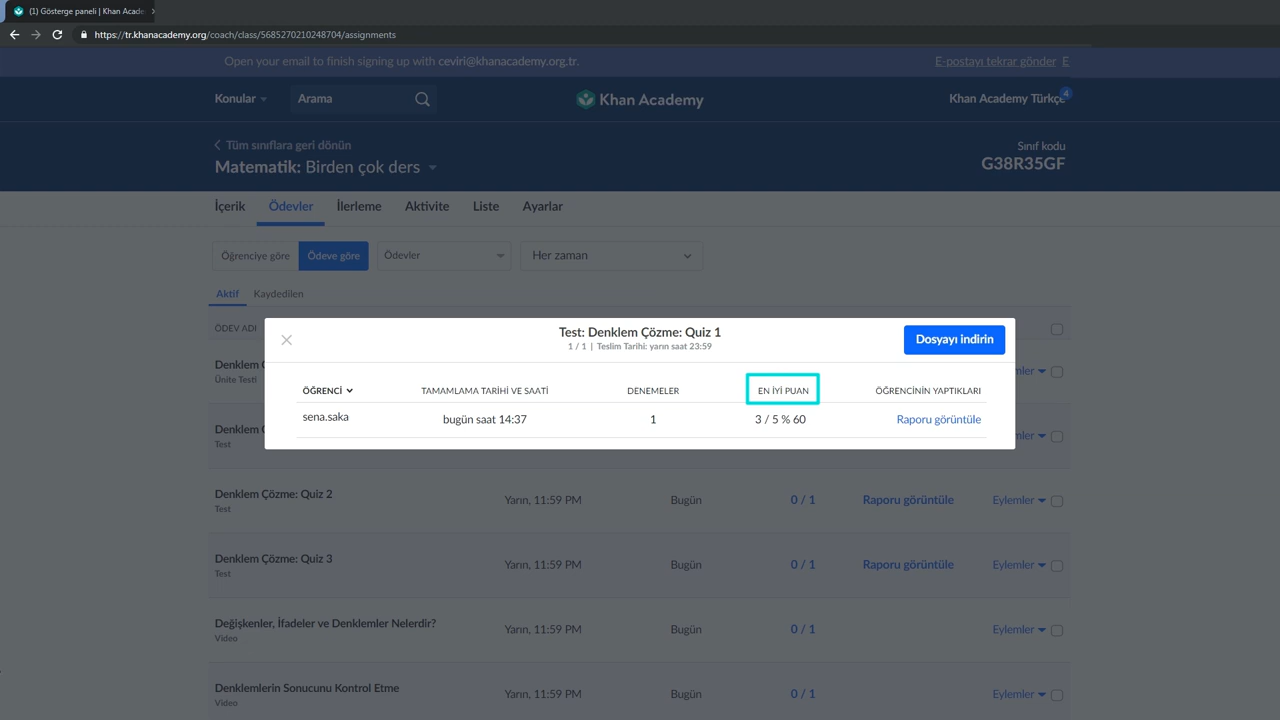 (1) Gösterge paneli | Khan Acade
https://tr.khanacademy.org/coach/class/5685270210248704/assignments
Open your email to finish signing up with ceviri@khanacademy.org.tr.
E-postayı tekrar gönder E
Konular
Arama
Khan Academy
Khan Academy Türkçe
4
Tüm sınıflara geri dönün
Matematik: Birden çok ders
Sınıf kodu
G38R35GF
İçerik Ödevler İlerleme Aktivite Liste Ayarlar
Öğrenciye göre Ödeve göre Ödevler Her zaman
Aktif Kaydedilen
ÖDEV ADI
Test: Denklem Çözme: Quiz 1
1 / 1 | Teslim Tarihi: yarın saat 23:59
Dosyayı indirin
ÖĞRENCİ TAMAMLAMA TARİHİ VE SAATİ DENEMELER EN İYİ PUAN ÖĞRENCİNİN YAPTIKLARI
sena.saka bugün saat 14:37 1 3 / 5 % 60 Raporu görüntüle
Denklem
Ünite Testi
Denklem
Test
Denklem Çözme: Quiz 2 Yarın, 11:59 PM Bugün 0 / 1 Raporu görüntüle Eylemler
Test
Denklem Çözme: Quiz 3 Yarın, 11:59 PM Bugün 0 / 1 Raporu görüntüle Eylemler
Test
Değişkenler, İfadeler ve Denklemler Nelerdir? Yarın, 11:59 PM Bugün 0 / 1 Eylemler
Video
Denklemlerin Sonucunu Kontrol Etme Yarın, 11:59 PM Bugün 0 / 1 Eylemler
Video